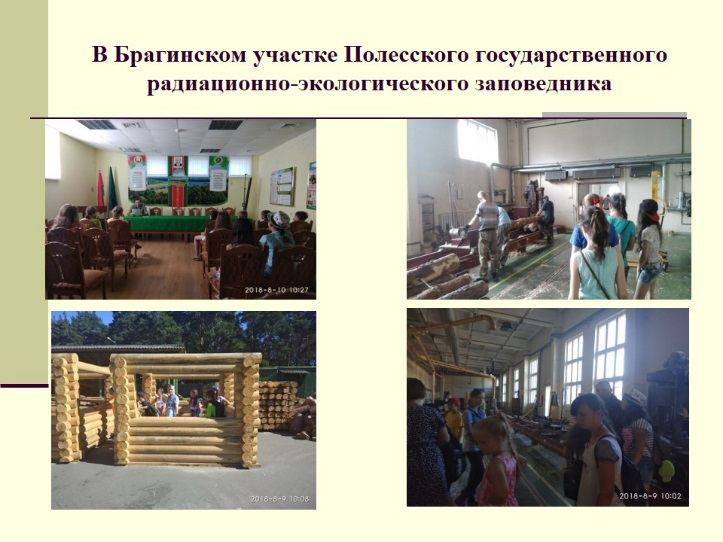 В Брагинском участке Полесского государственного
радиационно-экологического заповедника
2018-8-10 10:27
2018-8-9 10:08
2018-8-9 10:02